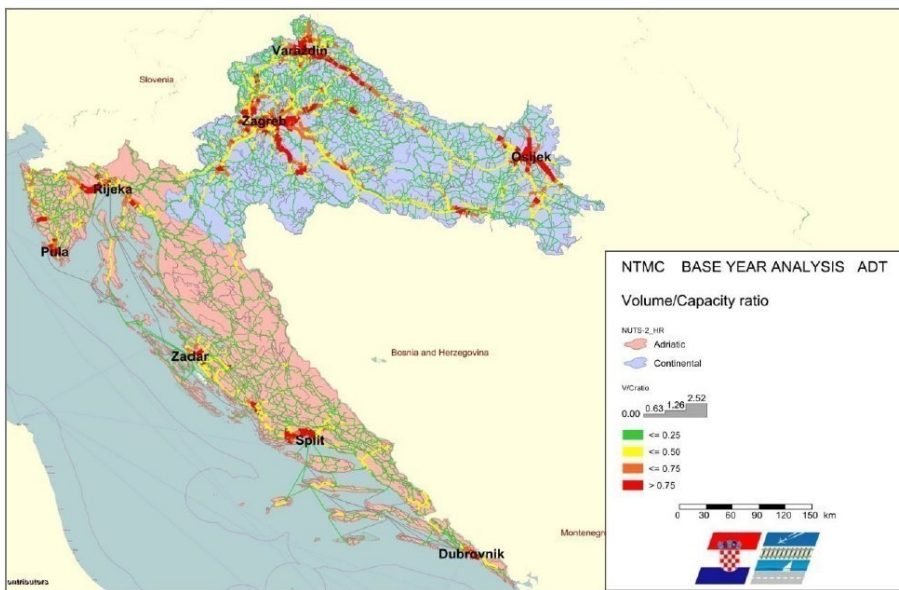 Varaždin
Slovenia
Zagreb
Osijek
Rijeka
Pula
Zadar
Bosnia and Herzegovina
Split
Montenegro
Dubrovnik
ontributors
NTMC BASE YEAR ANALYSIS ADT
Volume/Capacity ratio
NUTS-2_HR
Adriatic
Continental
V/Cratio
0.00 0.63 1.26 2.52
<= 0.25
<= 0.50
<= 0.75
> 0.75
0 30 60 90 120 150 km